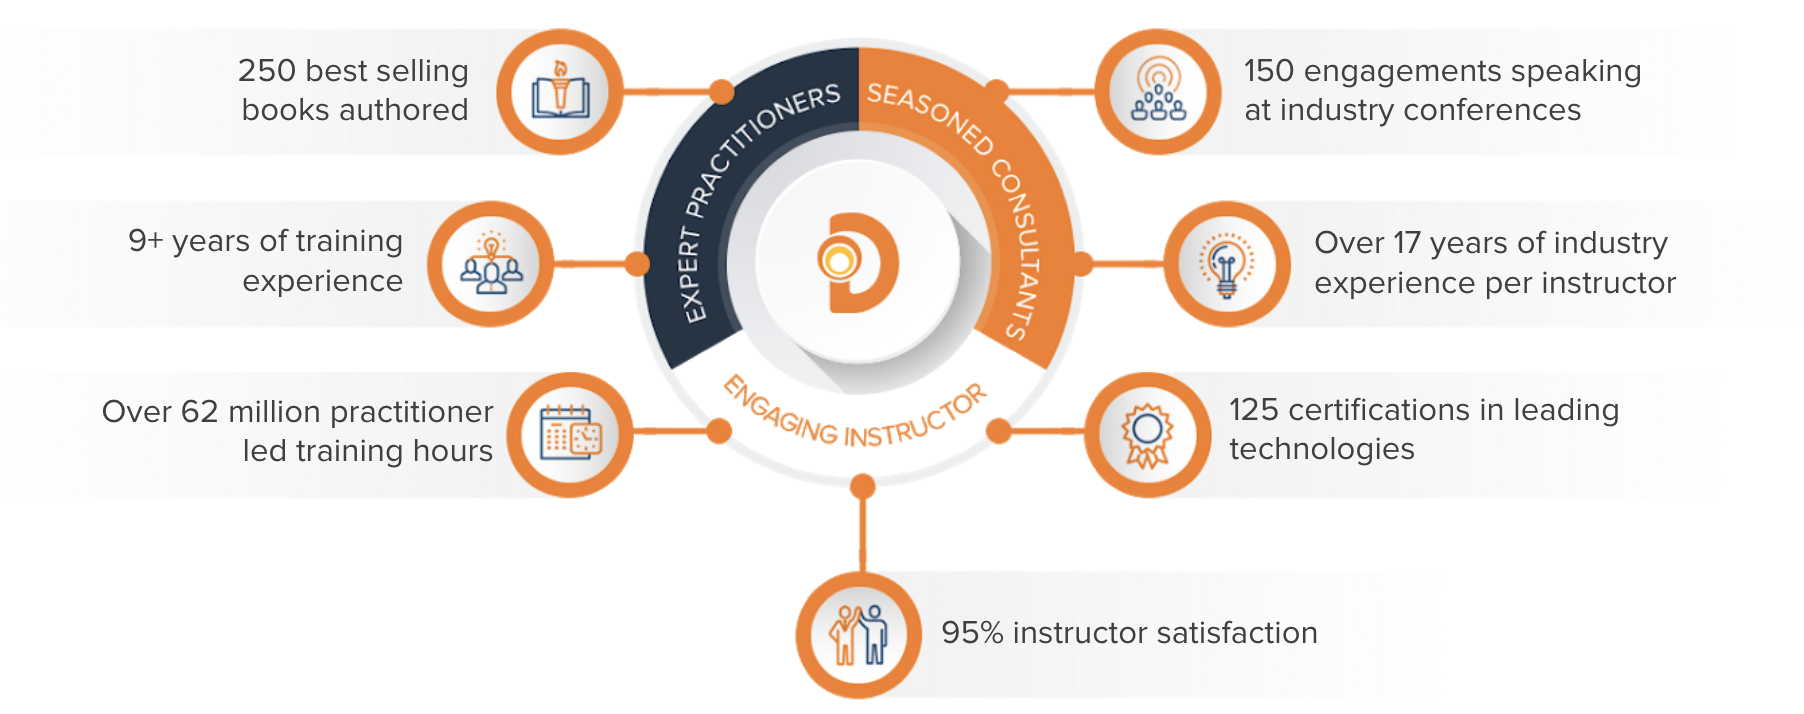 250 best selling
books authored
9+ years of training
experience
Over 62 million practitioner
led training hours
EXPERT PRACTITIONERS
SEASONED CONSULTANTS
ENGAGING INSTRUCTOR
150 engagements speaking
at industry conferences
Over 17 years of industry
experience per instructor
125 certifications in leading
technologies
95% instructor satisfaction